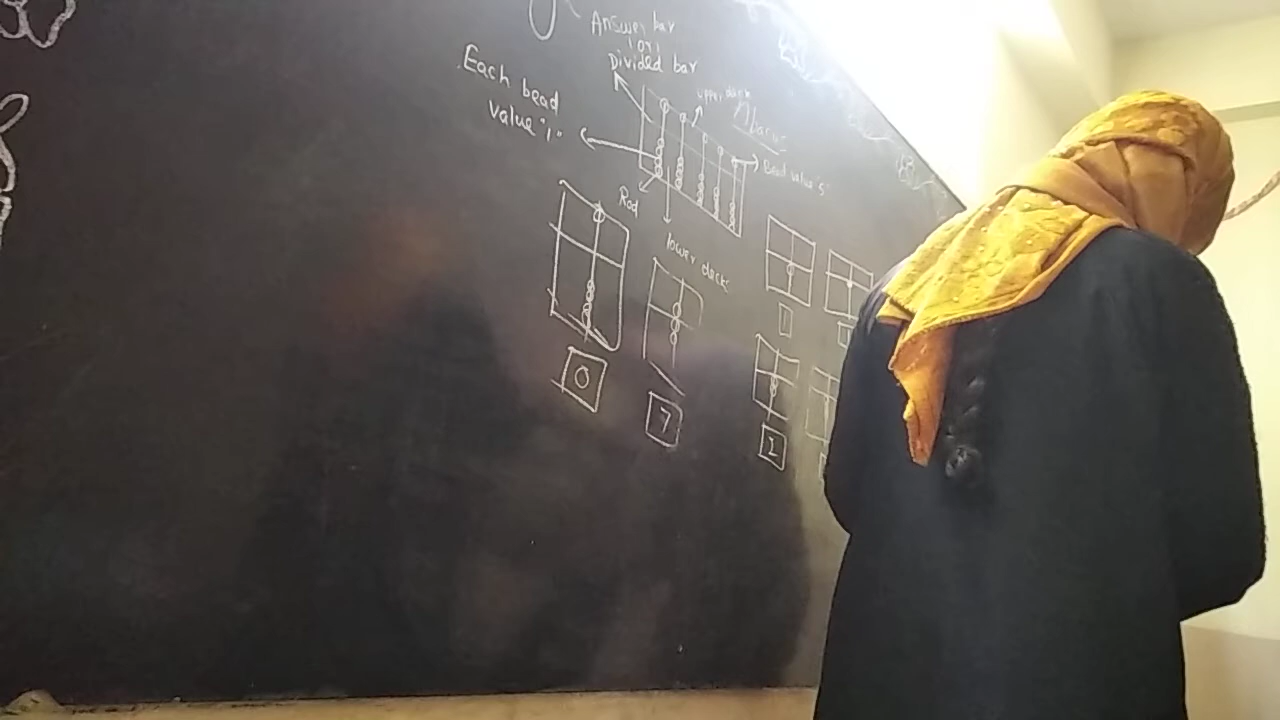 Answer bar
(or)
Divided bar
Each bead
value "1"
upper deck
Abacus
Bead value "5"
Rod
lower deck
0
7
1
2